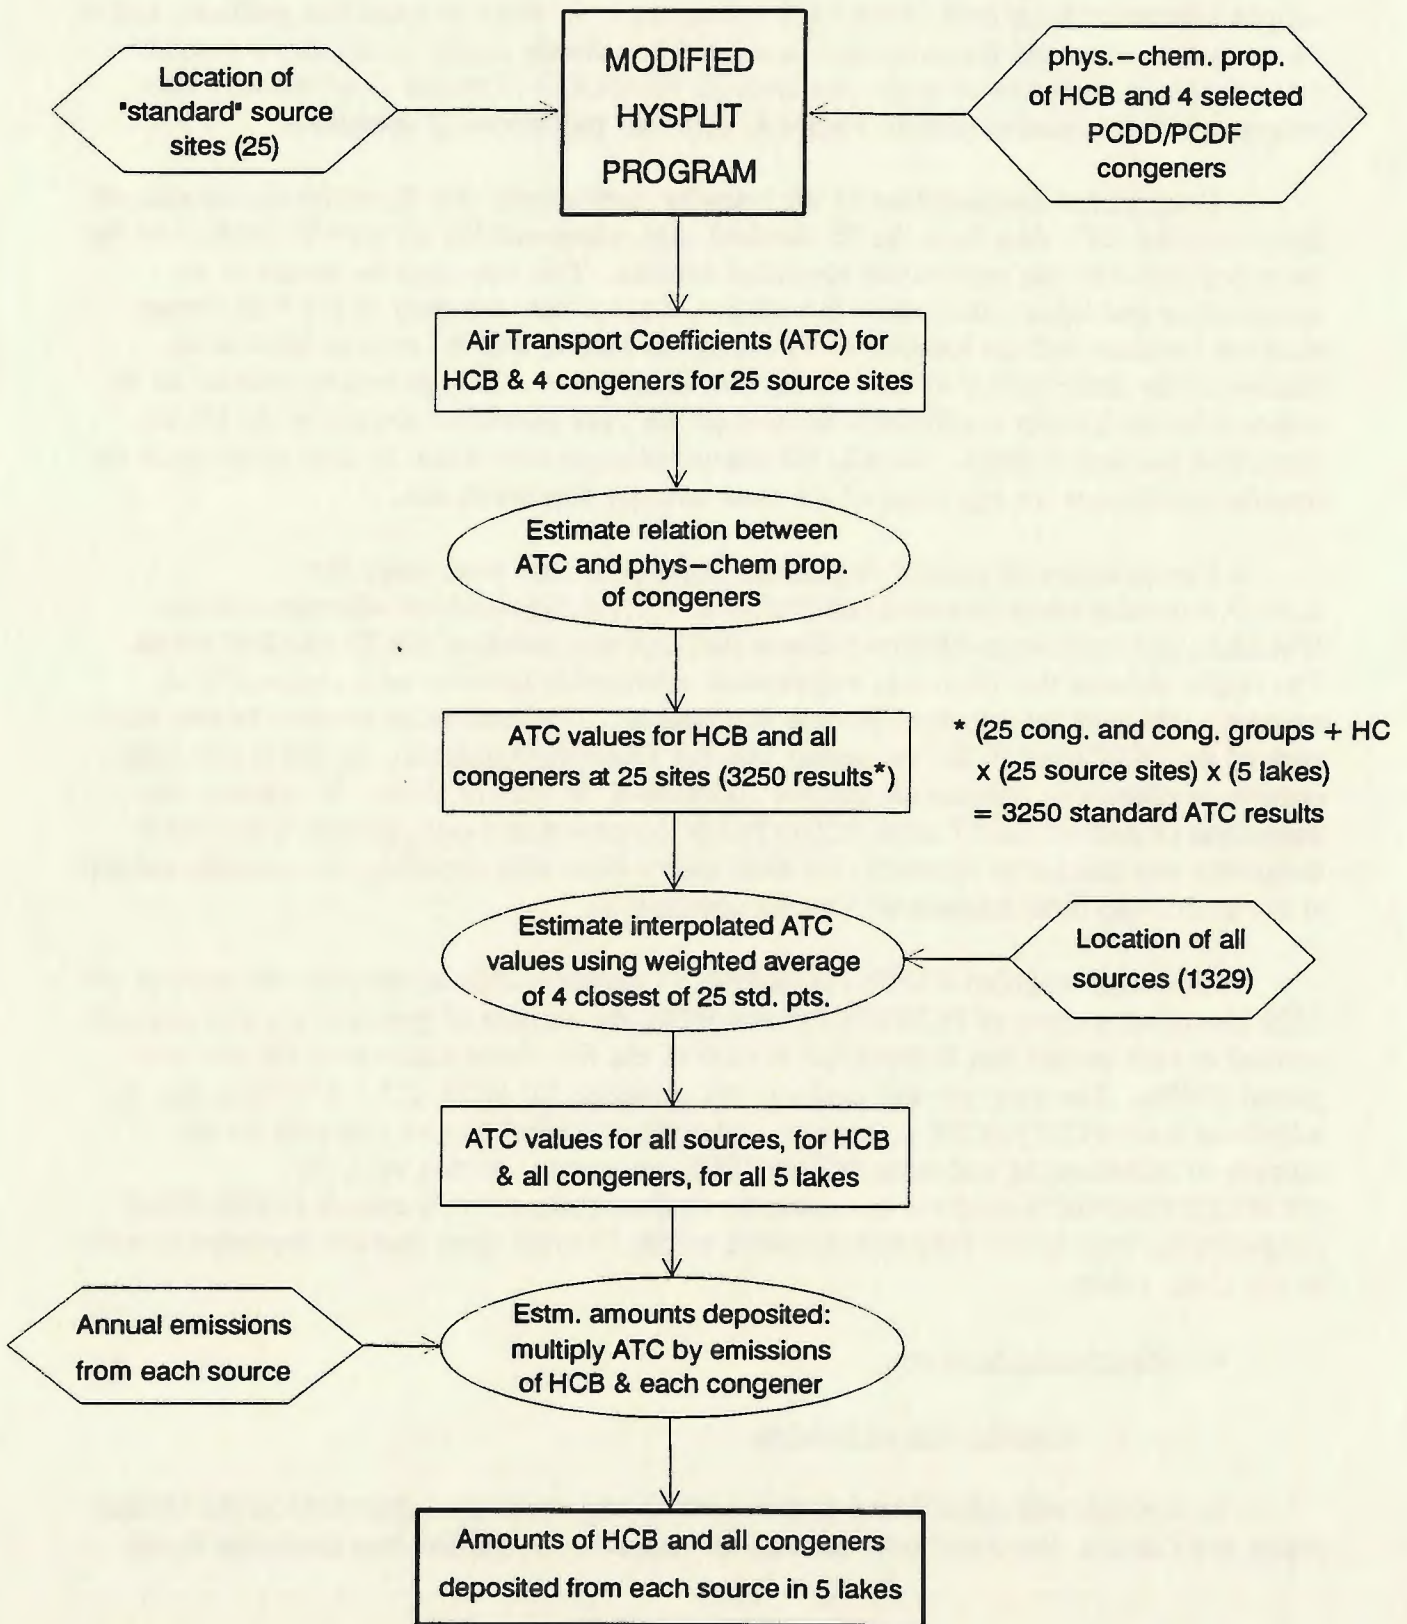 Location of
"standard" source
sites (25)
MODIFIED
HYSPLIT
PROGRAM
phys.–chem. prop.
of HCB and 4 selected
PCDD/PCDF
congeners
Air Transport Coefficients (ATC) for
HCB & 4 congeners for 25 source sites
Estimate relation between
ATC and phys–chem prop.
of congeners
ATC values for HCB and all
congeners at 25 sites (3250 results*)
* (25 cong. and cong. groups + HC
x (25 source sites) x (5 lakes)
= 3250 standard ATC results
Estimate interpolated ATC
values using weighted average
of 4 closest of 25 std. pts.
Location of all
sources (1329)
ATC values for all sources, for HCB
& all congeners, for all 5 lakes
Annual emissions
from each source
Estm. amounts deposited:
multiply ATC by emissions
of HCB & each congener
Amounts of HCB and all congeners
deposited from each source in 5 lakes